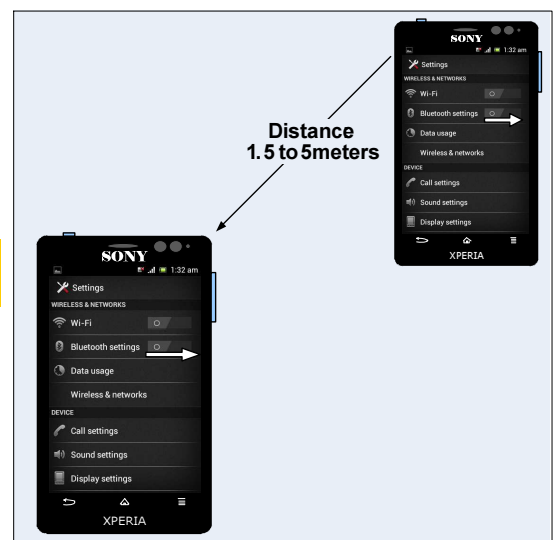 SONY
1:32 am
Settings
WIRELESS & NETWORKS
Wi-Fi
Bluetooth settings
Data usage
Wireless & networks
DEVICE
Call settings
Sound settings
Display settings
XPERIA
Distance
1. 5 to 5meters
SONY
1:32 am
Settings
WIRELESS & NETWORKS
Wi-Fi
Bluetooth settings
Data usage
Wireless & networks
DEVICE
Call settings
Sound settings
Display settings
XPERIA